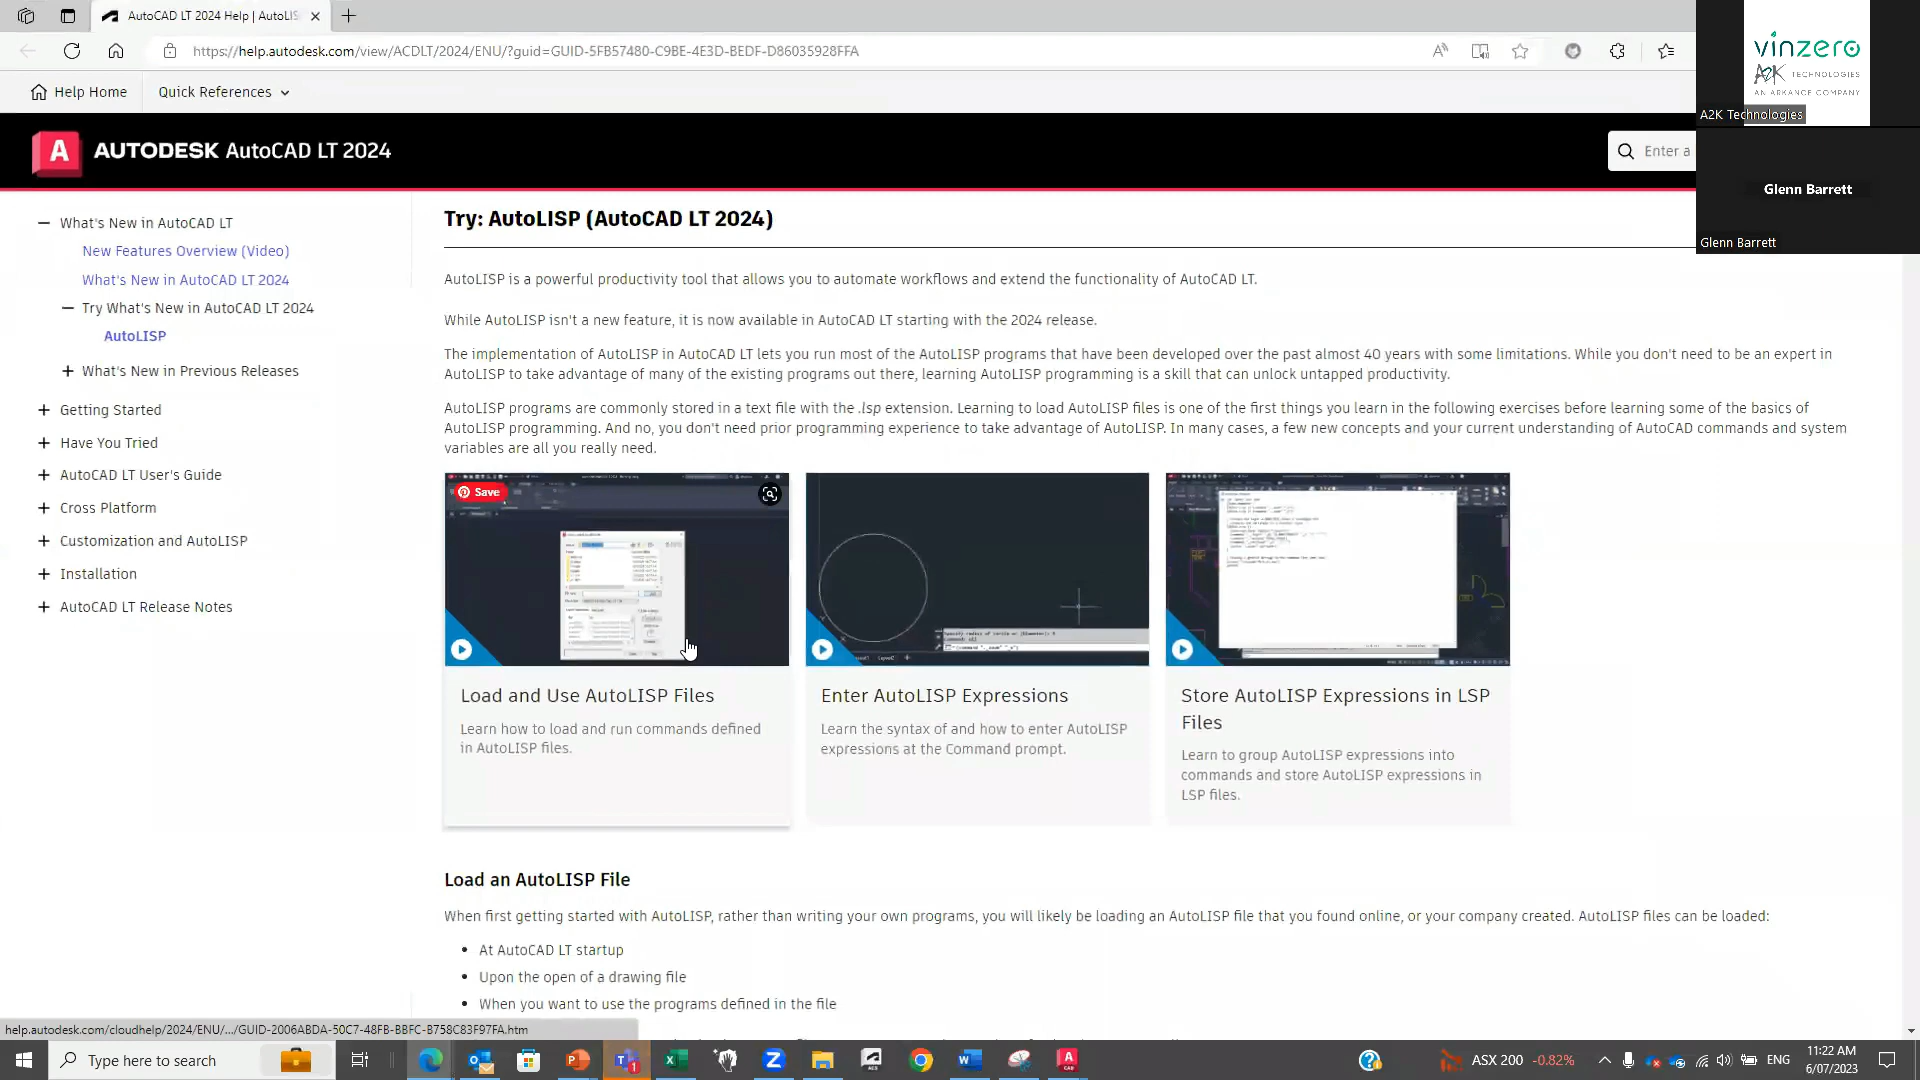 AutoCAD LT 2024 Help | AutoLIS
https://help.autodesk.com/view/ACDLT/2024/ENU/?guid=GUID-5FB57480-C9BE-4E3D-BEDF-D86035928FFA
vinzero
A2K TECHNOLOGIES
AN ARKANCE COMPANY
A2K Technologies
Help Home
Quick References
A AUTODESK AutoCAD LT 2024
Enter a
Glenn Barrett
Glenn Barrett
What's New in AutoCAD LT
New Features Overview (Video)
What's New in AutoCAD LT 2024
Try What's New in AutoCAD LT 2024
AutoLISP
What's New in Previous Releases
Getting Started
Have You Tried
AutoCAD LT User's Guide
Cross Platform
Customization and AutoLISP
Installation
AutoCAD LT Release Notes
Try: AutoLISP (AutoCAD LT 2024)
AutoLISP is a powerful productivity tool that allows you to automate workflows and extend the functionality of AutoCAD LT.
While AutoLISP isn't a new feature, it is now available in AutoCAD LT starting with the 2024 release.
The implementation of AutoLISP in AutoCAD LT lets you run most of the AutoLISP programs that have been developed over the past almost 40 years with some limitations. While you don't need to be an expert in
AutoLISP to take advantage of many of the existing programs out there, learning AutoLISP programming is a skill that can unlock untapped productivity.
AutoLISP programs are commonly stored in a text file with the .lsp extension. Learning to load AutoLISP files is one of the first things you learn in the following exercises before learning some of the basics of
AutoLISP programming. And no, you don't need prior programming experience to take advantage of AutoLISP. In many cases, a few new concepts and your current understanding of AutoCAD commands and system
variables are all you really need.
Save
Load and Use AutoLISP Files
Learn how to load and run commands defined
in AutoLISP files.
Enter AutoLISP Expressions
Learn the syntax of and how to enter AutoLISP
expressions at the Command prompt.
Store AutoLISP Expressions in LSP
Files
Learn to group AutoLISP expressions into
commands and store AutoLISP expressions in
LSP files.
Load an AutoLISP File
When first getting started with AutoLISP, rather than writing your own programs, you will likely be loading an AutoLISP file that you found online, or your company created. AutoLISP files can be loaded:
• At AutoCAD LT startup
• Upon the open of a drawing file
• When you want to use the programs defined in the file
help.autodesk.com/cloudhelp/2024/ENU/.../GUID-2006ABDA-50C7-48FB-BBFC-B758C83F97FA.htm
Type here to search
ASX 200 -0.82%
ENG
11:22 AM
6/07/2023